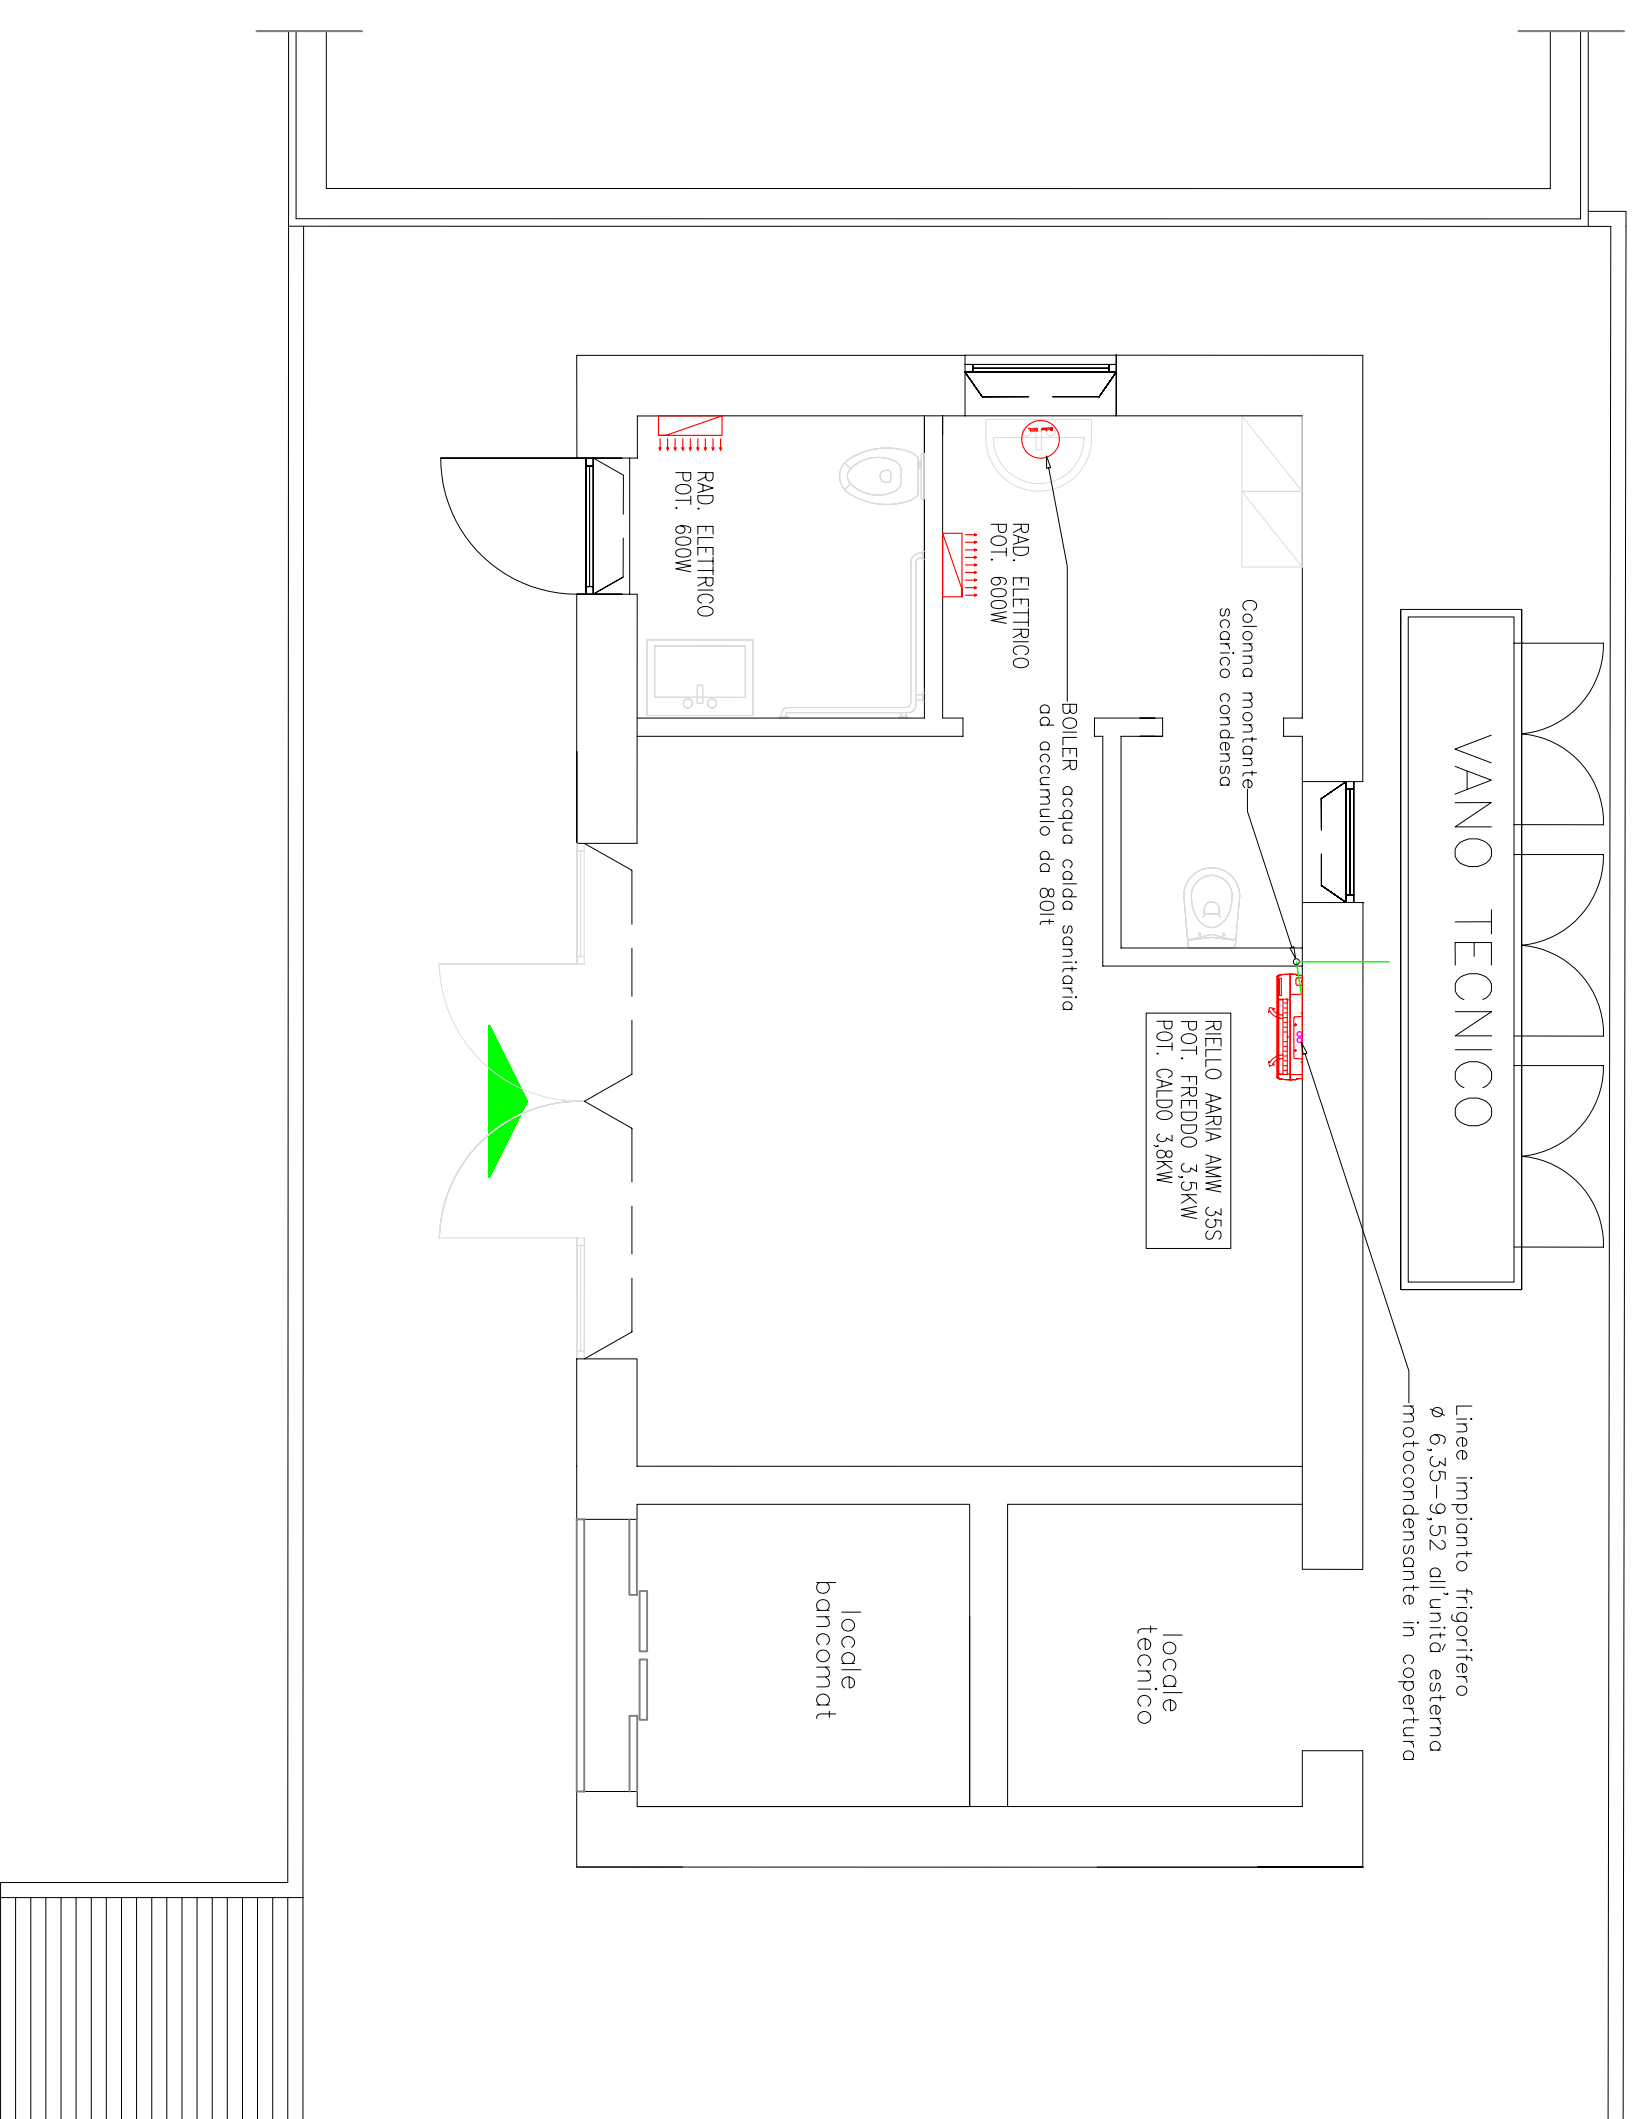 VANO TECNICO
Linee impianto frigorifero
Ø 6,35-9,52 all'unità esterna
motocondensante in copertura
Colonna montante
scarico condensa
RIELLO AARIA AMW 35S
POT. FREDDO 3,5KW
POT. CALDO 3,8KW
locale
tecnico
BOILER acqua calda sanitaria
ad accumulo da 80lt
RAD. ELETTRICO
POT. 600W
locale
bancomat
RAD. ELETTRICO
POT. 600W